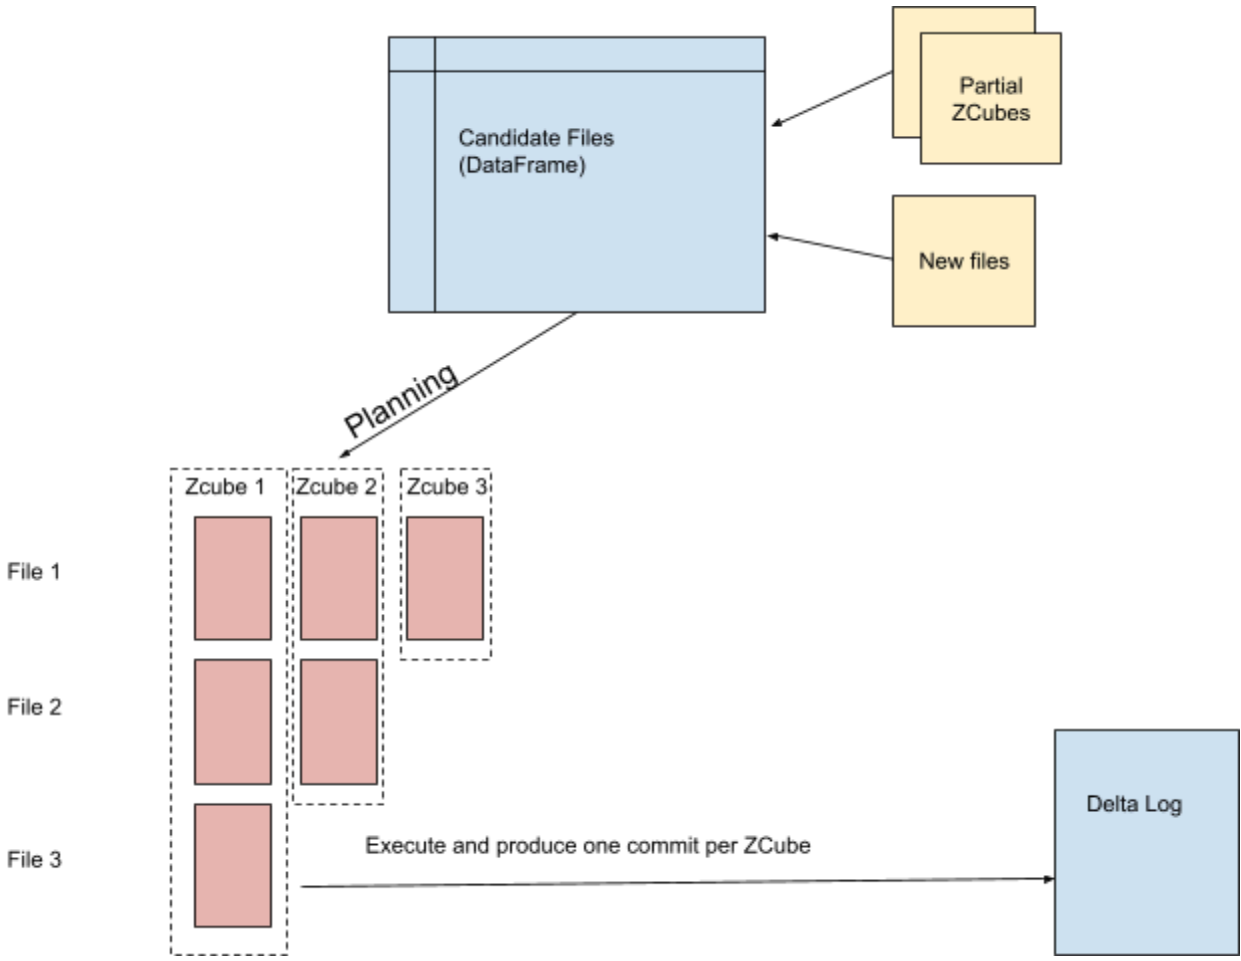 Partial
ZCubes
Candidate Files
(DataFrame)
New files
Planning
Zcube 1
Zcube 2
Zcube 3
File 1
File 2
Delta Log
Execute and produce one commit per ZCube
File 3